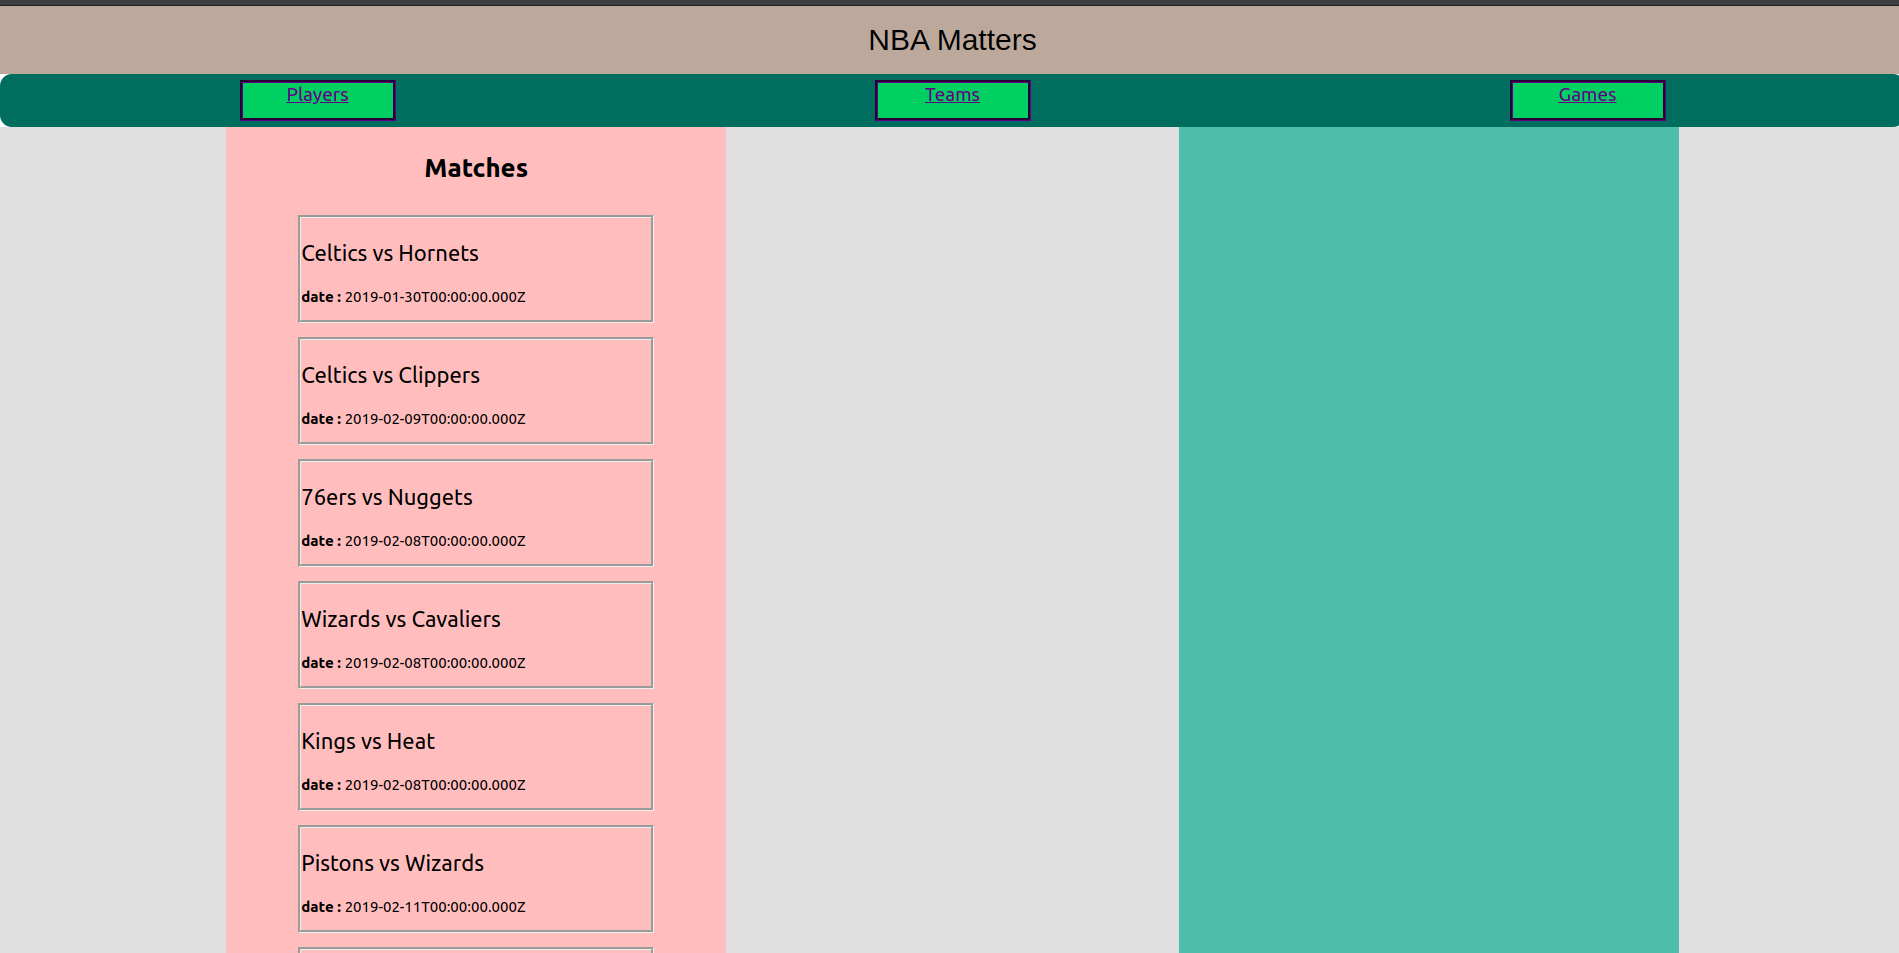 NBA Matters
Players Teams Games
Matches
Celtics vs Hornets
date : 2019-01-30T00:00:00.000Z
Celtics vs Clippers
date : 2019-02-09T00:00:00.000Z
76ers vs Nuggets
date : 2019-02-08T00:00:00.000Z
Wizards vs Cavaliers
date : 2019-02-08T00:00:00.000Z
Kings vs Heat
date : 2019-02-08T00:00:00.000Z
Pistons vs Wizards
date : 2019-02-11T00:00:00.000Z